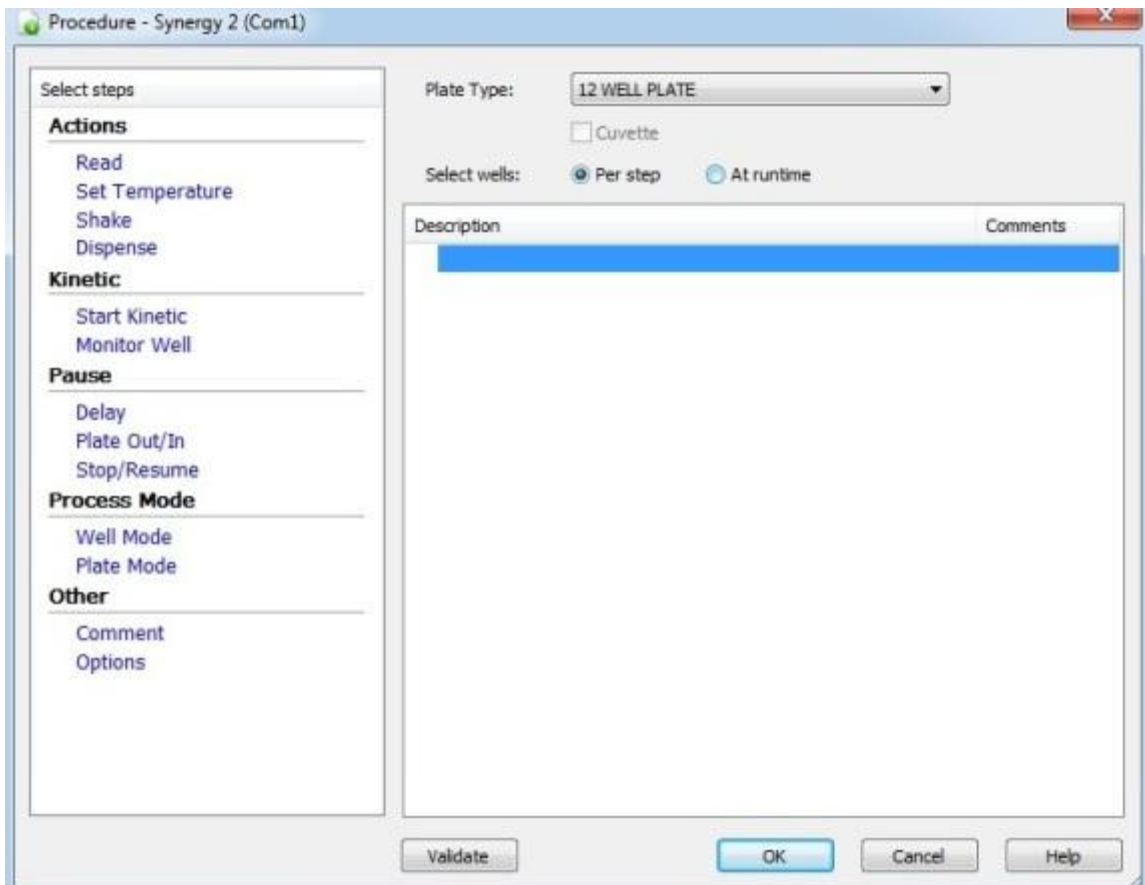 Procedure - Synergy 2 (Com1)
Select steps
Actions
Read
Set Temperature
Shake
Dispense
Kinetic
Start Kinetic
Monitor Well
Pause
Delay
Plate Out/In
Stop/Resume
Process Mode
Well Mode
Plate Mode
Other
Comment
Options
Plate Type: 12 WELL PLATE
Cuvette
Select wells: Per step At runtime
Description Comments
Validate OK Cancel Help